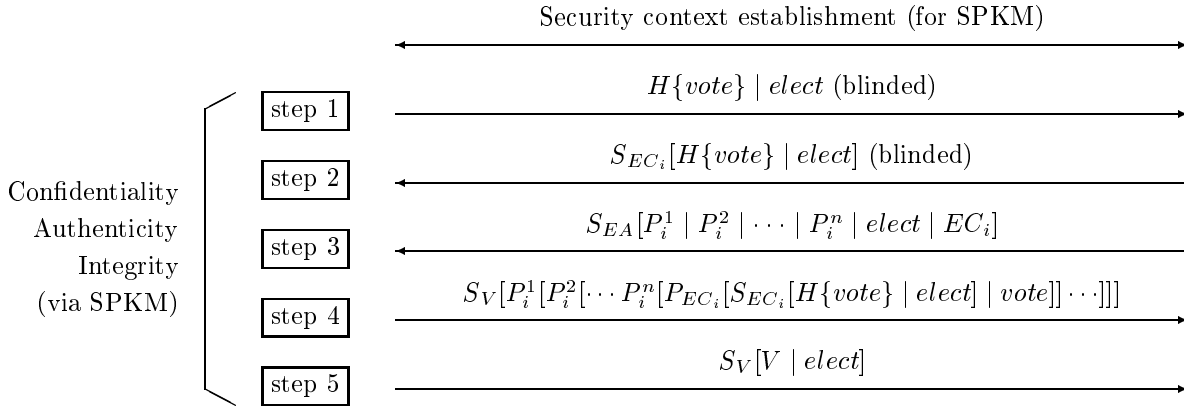 Security context establishment (for SPKM)
step 1
H{vote} | elect (blinded)
step 2
S_{EC_i}[H{vote} | elect] (blinded)
step 3
S_{EA}[P_i^1 | P_i^2 | ⋯ | P_i^n | elect | EC_i]
step 4
S_V[P_i^1[P_i^2[⋯ P_i^n[P_{EC_i}[S_{EC_i}[H{vote} | elect] | vote]] ⋯]]]
step 5
S_V[V | elect]
Confidentiality
Authenticity
Integrity
(via SPKM)